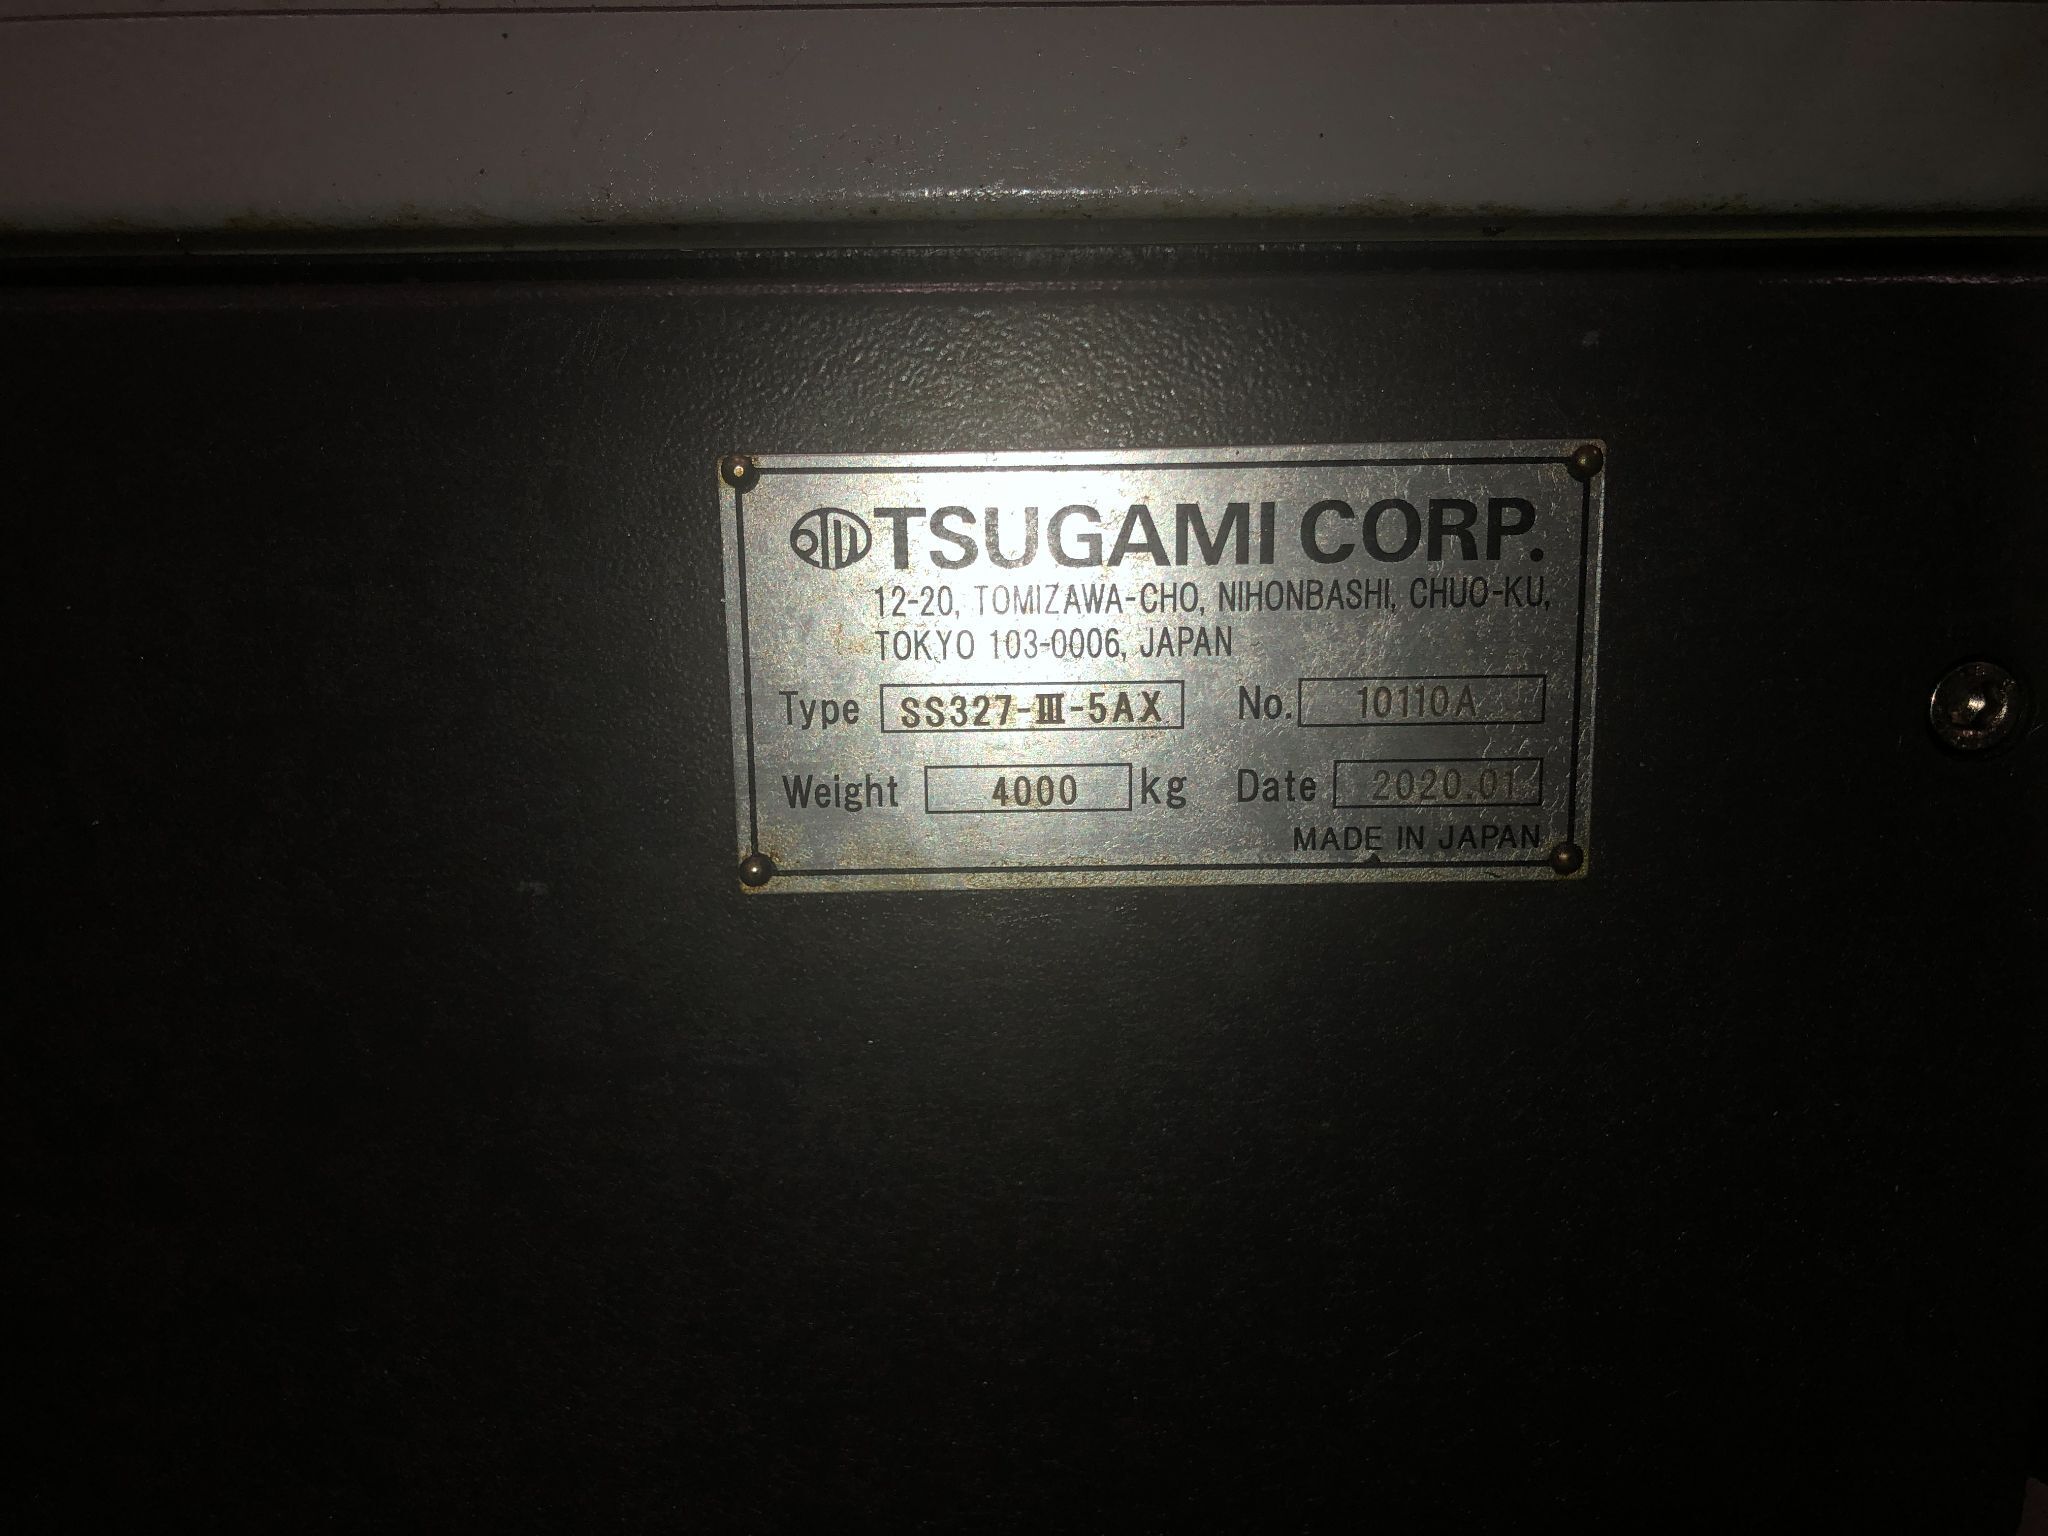 TSUGAMI CORP.
12-20, TOMIZAWA-CHO, NIHONBASHI, CHUO-KU,
TOKYO 103-0006, JAPAN
Type SS327-Ⅲ-5AX No. 10110A
Weight 4000 kg Date 2020.01
MADE IN JAPAN